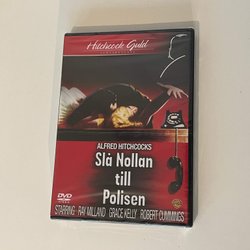 Hitchcock Guld
ALFRED HITCHCOCKS
Slå Nollan
till
Polisen
DVD
STARRING RAY MILLAND GRACE KELLY ROBERT CUMMINGS